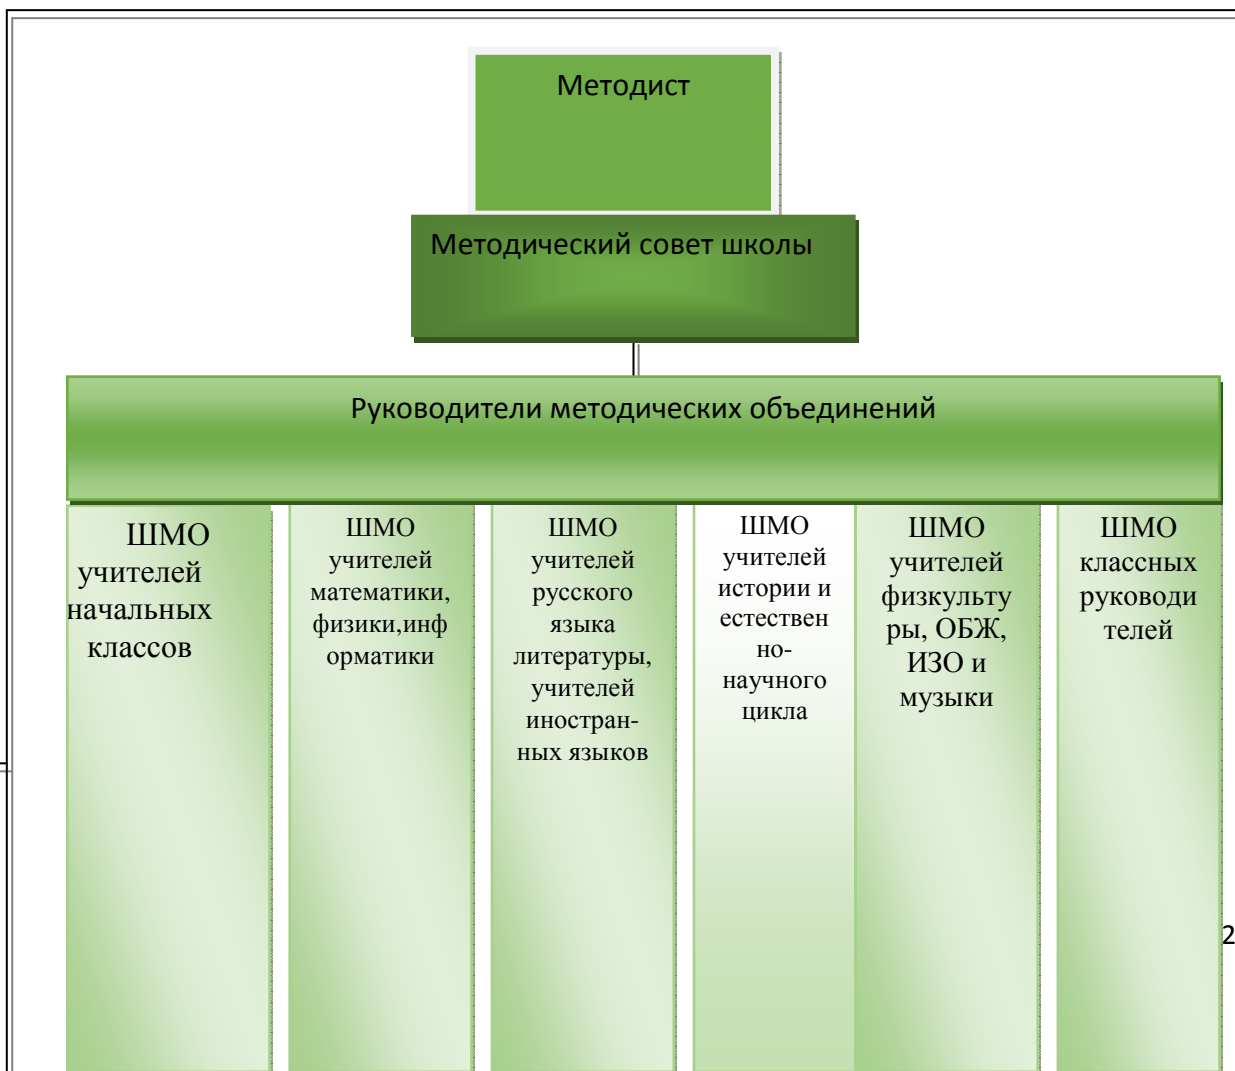 Методист
Методический совет школы
Руководители методических объединений
ШМО
учителей
начальных
классов
ШМО
учителей
математики,
физики,инф
орматики
ШМО
учителей
русского
языка
литературы,
учителей
иностран-
ных языков
ШМО
учителей
истории и
естествен
но-
научного
цикла
ШМО
учителей
физкульту
ры, ОБЖ,
ИЗО и
музыки
ШМО
классных
руководи
телей
2